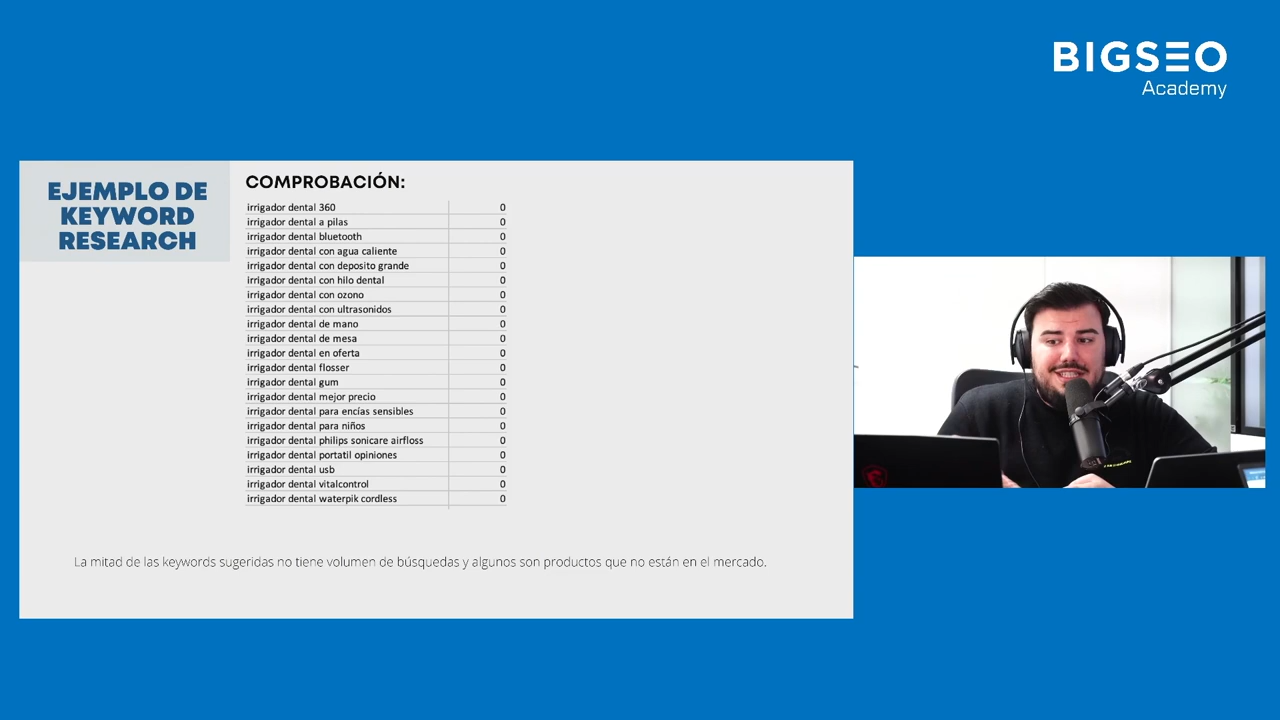 BIGSEO
Academy
EJEMPLO DE
KEYWORD
RESEARCH
COMPROBACIÓN:
irrigador dental 360 0
irrigador dental a pilas 0
irrigador dental bluetooth 0
irrigador dental con agua caliente 0
irrigador dental con deposito grande 0
irrigador dental con hilo dental 0
irrigador dental con ozono 0
irrigador dental con ultrasonidos 0
irrigador dental de mano 0
irrigador dental de mesa 0
irrigador dental en oferta 0
irrigador dental flosser 0
irrigador dental gum 0
irrigador dental mejor precio 0
irrigador dental para encías sensibles 0
irrigador dental para niños 0
irrigador dental philips sonicare airfloss 0
irrigador dental portatil opiniones 0
irrigador dental usb 0
irrigador dental vitalcontrol 0
irrigador dental waterpik cordless 0
La mitad de las keywords sugeridas no tiene volumen de búsquedas y algunos son productos que no están en el mercado.